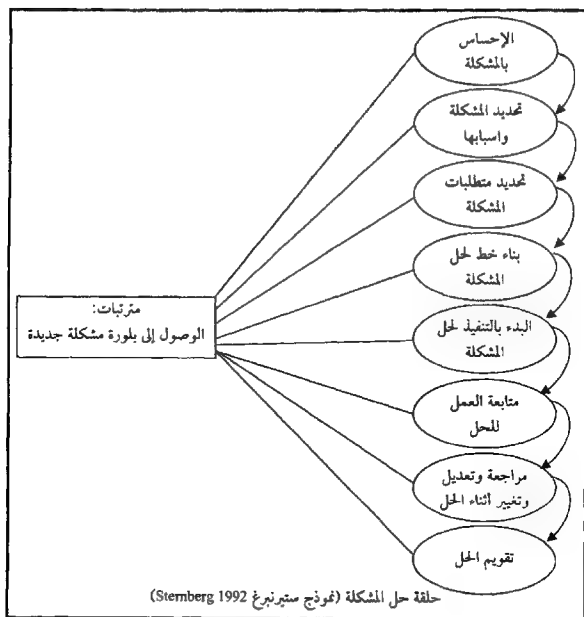 الإحساس
بالمشكلة
تحديد المشكلة
واسبابها
تحديد متطلبات
المشكلة
بناء خط لحل
المشكلة
البدء بالتنفيذ لحل
المشكلة
متابعة العمل
للحل
مراجعة وتعديل
وتغيير أثناء الحل
تقويم الحل
مترتبات:
الوصول إلى بلورة مشكلة جديدة
حلقة حل المشكلة (نموذج ستيرنبرغ Sternberg 1992)